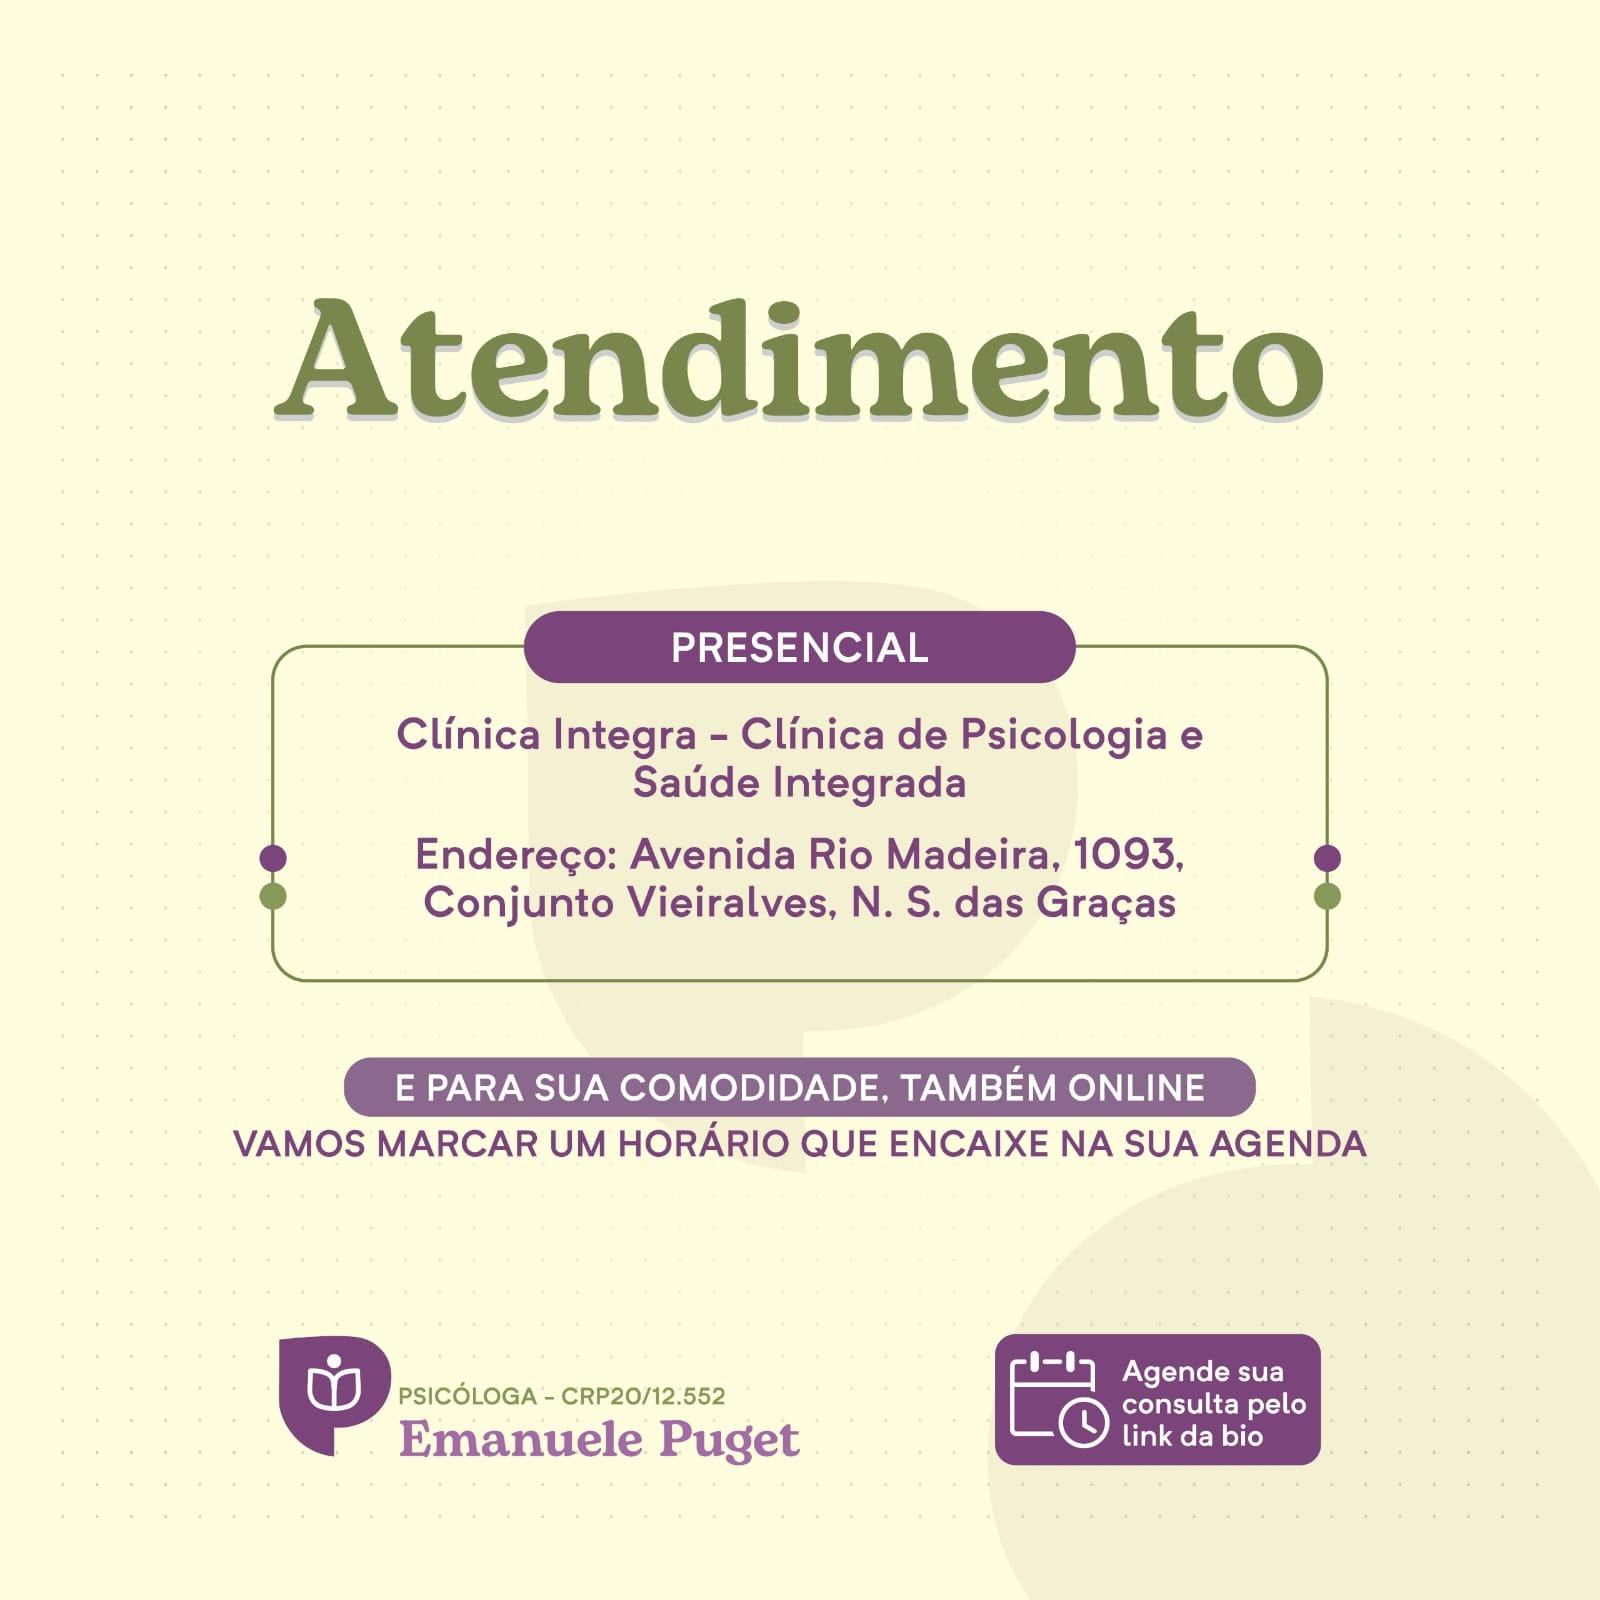 Atendimento
PRESENCIAL
Clínica Integra - Clínica de Psicologia e
Saúde Integrada
Endereço: Avenida Rio Madeira, 1093,
Conjunto Vieiralves, N. S. das Graças
E PARA SUA COMODIDADE, TAMBÉM ONLINE
VAMOS MARCAR UM HORÁRIO QUE ENCAIXE NA SUA AGENDA
PSICÓLOGA - CRP20/12.552
Emanuele Puget
Agende sua
consulta pelo
link da bio